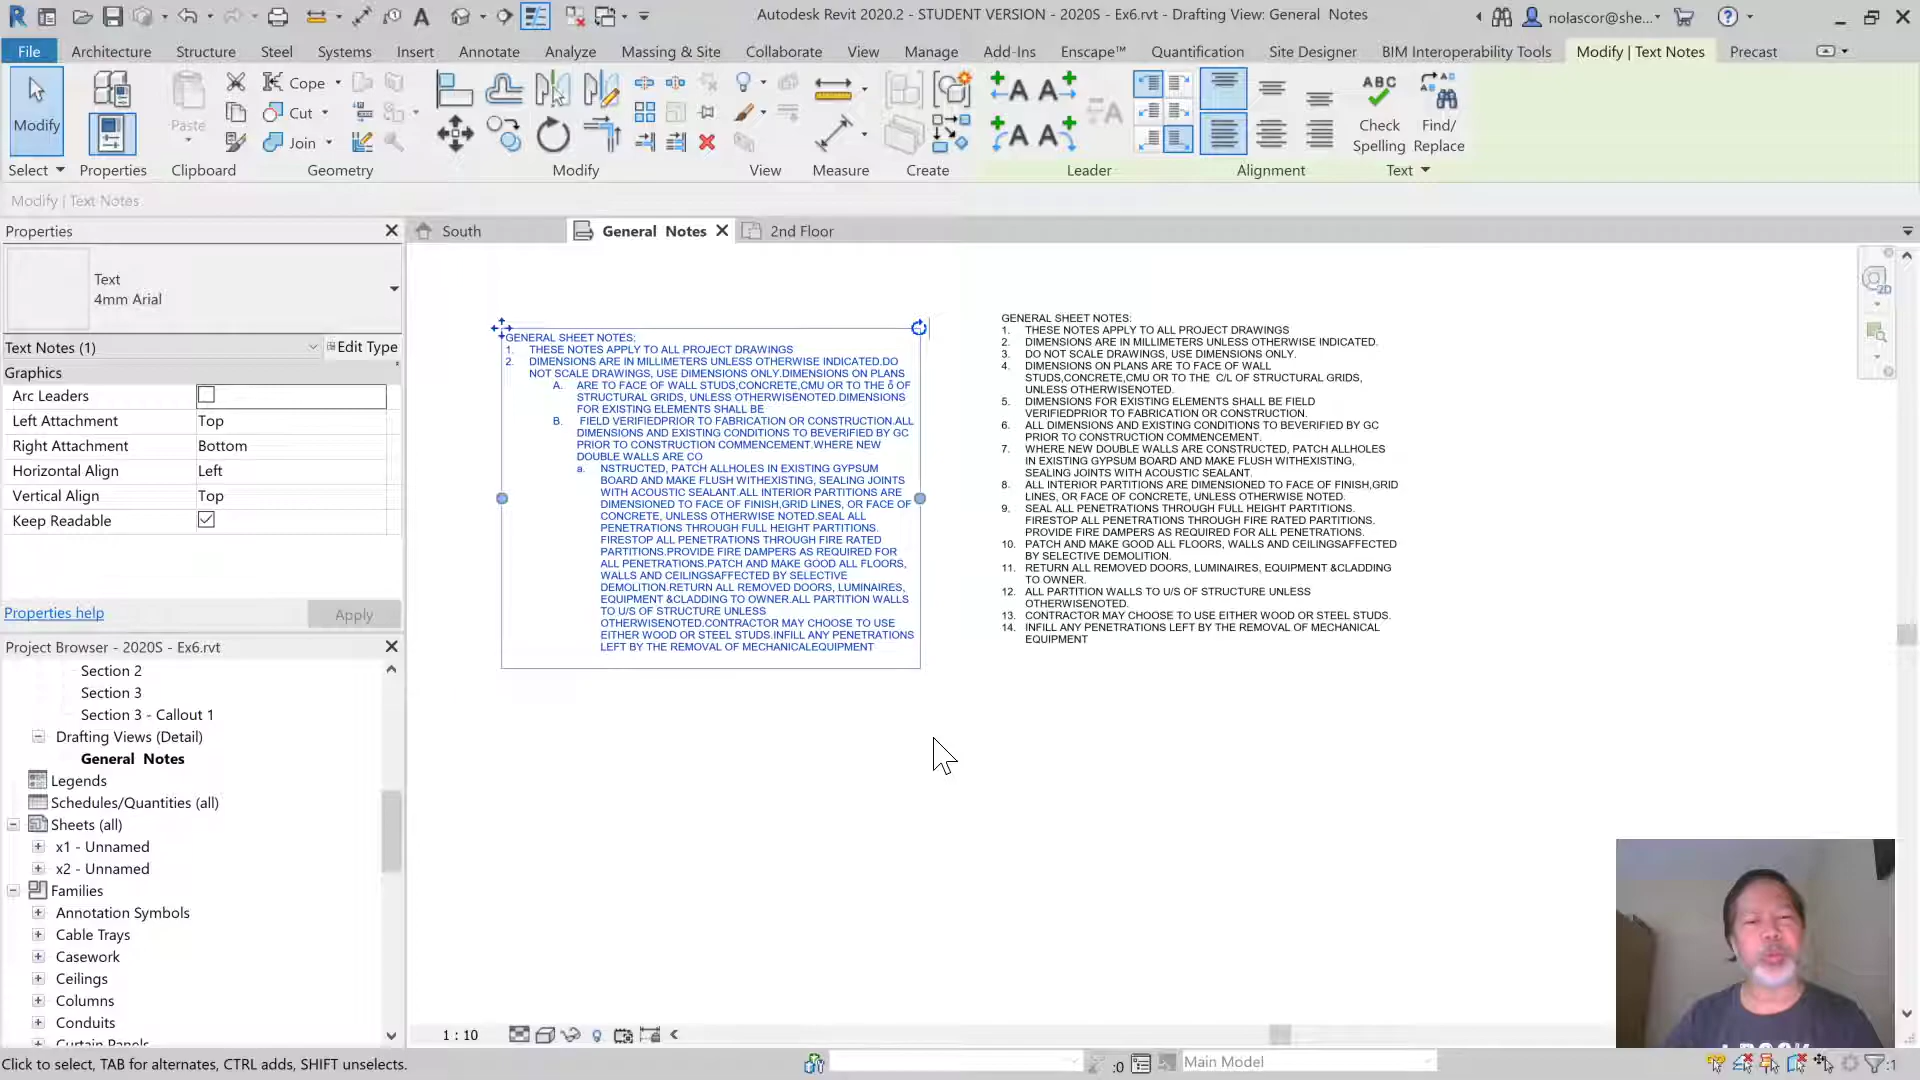 Autodesk Revit 2020.2 - STUDENT VERSION - 2020S - Ex6.rvt - Drafting View: General Notes
nolascor@she...
File Architecture Structure Steel Systems Insert Annotate Analyze Massing & Site Collaborate View Manage Add-Ins Enscape™ Quantification Site Designer BIM Interoperability Tools Modify | Text Notes Precast
Modify
Paste
Cope
Cut
Join
ABC
Check Spelling
Find/ Replace
Select Properties Clipboard Geometry Modify View Measure Create Leader Alignment Text
Modify | Text Notes
Properties
South
General Notes
2nd Floor
Text
4mm Arial
Text Notes (1)
Edit Type
Graphics
Arc Leaders
Left Attachment Top
Right Attachment Bottom
Horizontal Align Left
Vertical Align Top
Keep Readable
Properties help
Apply
Project Browser - 2020S - Ex6.rvt
Section 2
Section 3
Section 3 - Callout 1
Drafting Views (Detail)
General Notes
Legends
Schedules/Quantities (all)
Sheets (all)
x1 - Unnamed
x2 - Unnamed
Families
Annotation Symbols
Cable Trays
Casework
Ceilings
Columns
Conduits
Curtain Panels
GENERAL SHEET NOTES:
1. THESE NOTES APPLY TO ALL PROJECT DRAWINGS
2. DIMENSIONS ARE IN MILLIMETERS UNLESS OTHERWISE INDICATED.DO
NOT SCALE DRAWINGS, USE DIMENSIONS ONLY.DIMENSIONS ON PLANS
A. ARE TO FACE OF WALL STUDS,CONCRETE,CMU OR TO THE δ OF
STRUCTURAL GRIDS, UNLESS OTHERWISENOTED.DIMENSIONS
FOR EXISTING ELEMENTS SHALL BE
B. FIELD VERIFIEDPRIOR TO FABRICATION OR CONSTRUCTION.ALL
DIMENSIONS AND EXISTING CONDITIONS TO BEVERIFIED BY GC
PRIOR TO CONSTRUCTION COMMENCEMENT.WHERE NEW
DOUBLE WALLS ARE CO
a. NSTRUCTED, PATCH ALLHOLES IN EXISTING GYPSUM
BOARD AND MAKE FLUSH WITHEXISTING, SEALING JOINTS
WITH ACOUSTIC SEALANT.ALL INTERIOR PARTITIONS ARE
DIMENSIONED TO FACE OF FINISH,GRID LINES, OR FACE OF
CONCRETE, UNLESS OTHERWISE NOTED.SEAL ALL
PENETRATIONS THROUGH FULL HEIGHT PARTITIONS.
FIRESTOP ALL PENETRATIONS THROUGH FIRE RATED
PARTITIONS.PROVIDE FIRE DAMPERS AS REQUIRED FOR
ALL PENETRATIONS.PATCH AND MAKE GOOD ALL FLOORS,
WALLS AND CEILINGSAFFECTED BY SELECTIVE
DEMOLITION.RETURN ALL REMOVED DOORS, LUMINAIRES,
EQUIPMENT &CLADDING TO OWNER.ALL PARTITION WALLS
TO U/S OF STRUCTURE UNLESS
OTHERWISENOTED.CONTRACTOR MAY CHOOSE TO USE
EITHER WOOD OR STEEL STUDS.INFILL ANY PENETRATIONS
LEFT BY THE REMOVAL OF MECHANICALEQUIPMENT
GENERAL SHEET NOTES:
1. THESE NOTES APPLY TO ALL PROJECT DRAWINGS
2. DIMENSIONS ARE IN MILLIMETERS UNLESS OTHERWISE INDICATED.
3. DO NOT SCALE DRAWINGS, USE DIMENSIONS ONLY.
4. DIMENSIONS ON PLANS ARE TO FACE OF WALL
STUDS,CONCRETE,CMU OR TO THE C/L OF STRUCTURAL GRIDS,
UNLESS OTHERWISENOTED.
5. DIMENSIONS FOR EXISTING ELEMENTS SHALL BE FIELD
VERIFIEDPRIOR TO FABRICATION OR CONSTRUCTION.
6. ALL DIMENSIONS AND EXISTING CONDITIONS TO BEVERIFIED BY GC
PRIOR TO CONSTRUCTION COMMENCEMENT.
7. WHERE NEW DOUBLE WALLS ARE CONSTRUCTED, PATCH ALLHOLES
IN EXISTING GYPSUM BOARD AND MAKE FLUSH WITHEXISTING,
SEALING JOINTS WITH ACOUSTIC SEALANT.
8. ALL INTERIOR PARTITIONS ARE DIMENSIONED TO FACE OF FINISH,GRID
LINES, OR FACE OF CONCRETE, UNLESS OTHERWISE NOTED.
9. SEAL ALL PENETRATIONS THROUGH FULL HEIGHT PARTITIONS.
FIRESTOP ALL PENETRATIONS THROUGH FIRE RATED PARTITIONS.
PROVIDE FIRE DAMPERS AS REQUIRED FOR ALL PENETRATIONS.
10. PATCH AND MAKE GOOD ALL FLOORS, WALLS AND CEILINGSAFFECTED
BY SELECTIVE DEMOLITION.
11. RETURN ALL REMOVED DOORS, LUMINAIRES, EQUIPMENT &CLADDING
TO OWNER.
12. ALL PARTITION WALLS TO U/S OF STRUCTURE UNLESS
OTHERWISENOTED.
13. CONTRACTOR MAY CHOOSE TO USE EITHER WOOD OR STEEL STUDS.
14. INFILL ANY PENETRATIONS LEFT BY THE REMOVAL OF MECHANICAL
EQUIPMENT
1 : 10
Click to select, TAB for alternates, CTRL adds, SHIFT unselects.
:0
Main Model
:1